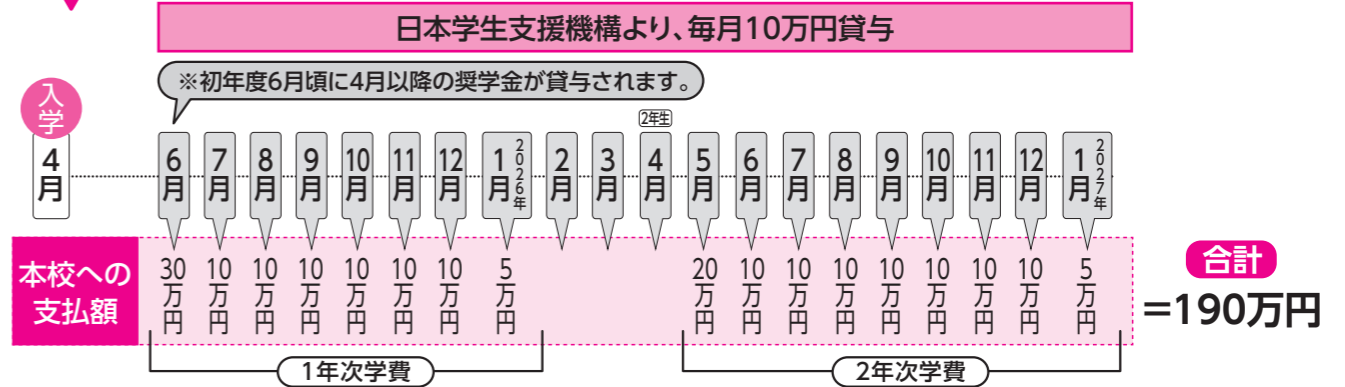 日本学生支援機構より、毎月10万円貸与
※初年度6月頃に4月以降の奨学金が貸与されます。
入学
2年生
4月 6月 7月 8月 9月 10月 11月 12月 1月 2026年 2月 3月 4月 5月 6月 7月 8月 9月 10月 11月 12月 1月 2027年
本校への
支払額
30万円 10万円 10万円 10万円 10万円 10万円 10万円 5万円 20万円 10万円 10万円 10万円 10万円 10万円 10万円 10万円 5万円
合計
=190万円
1年次学費 2年次学費